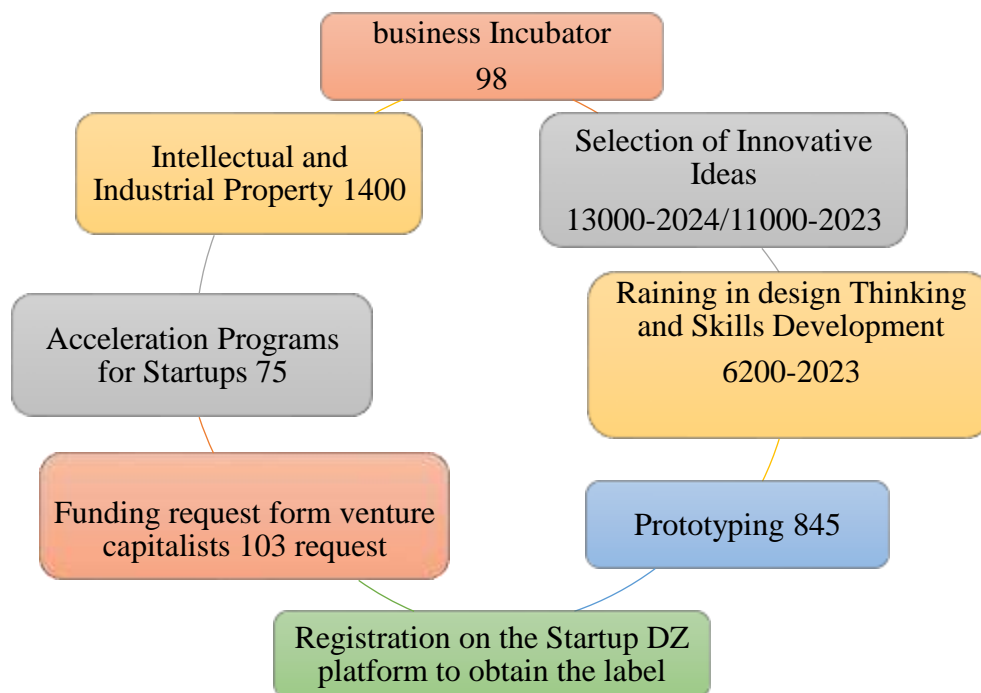 business Incubator
98
Selection of Innovative
Ideas
13000-2024/11000-2023
Raining in design Thinking
and Skills Development
6200-2023
Prototyping 845
Registration on the Startup DZ
platform to obtain the label
Funding request form venture
capitalists 103 request
Acceleration Programs
for Startups 75
Intellectual and
Industrial Property 1400